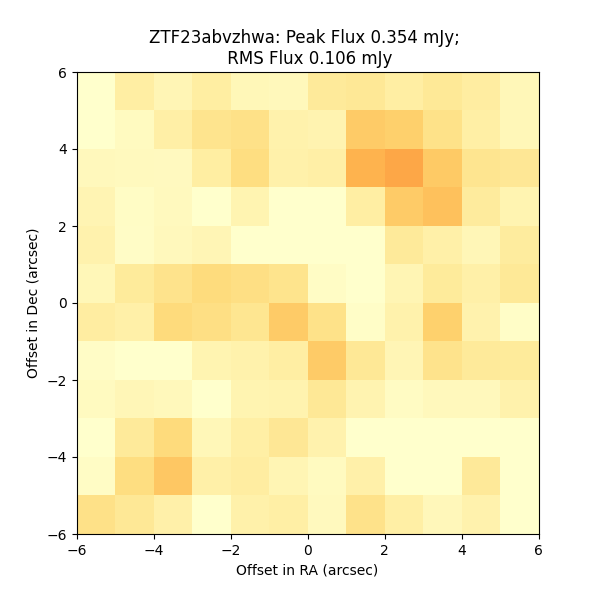 ZTF23abvzhwa: Peak Flux 0.354 mJy;
RMS Flux 0.106 mJy
6
4
2
0
−2
−4
−6
Offset in Dec (arcsec)
−6 −4 −2 0 2 4 6
Offset in RA (arcsec)